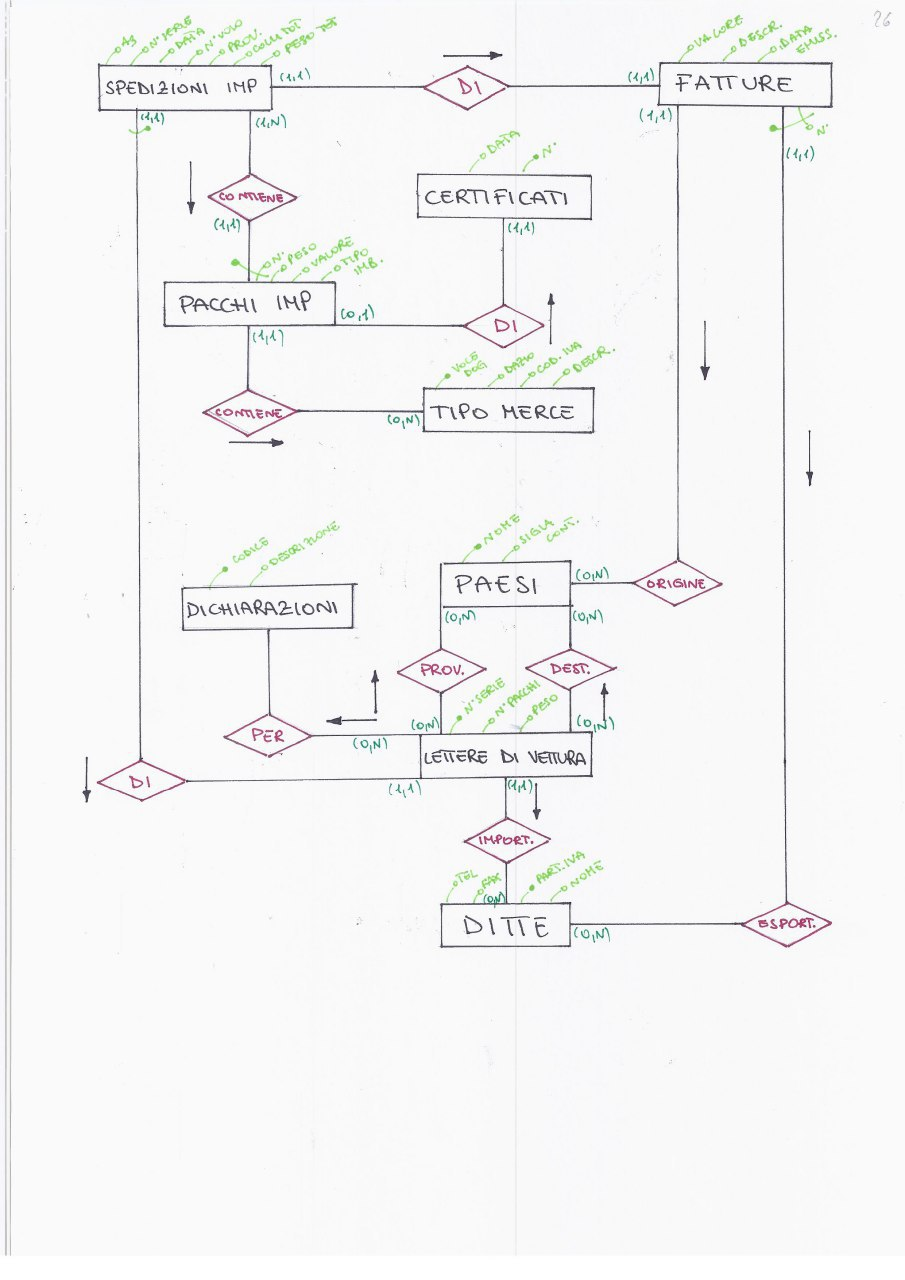 26
A3
N°SERIE
DATA
N°VOLO
PROV.
COLLI TOT
PESO TOT
SPEDIZIONI IMP
(1,1)
DI
(1,1)
VALORE
DESCR.
DATA
EMISS.
FATTURE
(1,1)
(1,N)
(1,1)
N°
(1,1)
CONTIENE
(1,1)
DATA
N°
CERTIFICATI
(1,1)
N°
PESO
VALORE
TIPO
IMB.
PACCHI IMP
(0,1)
DI
(1,1)
VOCE
DOG
DAZIO
COD. IVA
DESCR.
CONTIENE
(0,N)
TIPO MERCE
CODICE
DESCRIZIONE
DICHIARAZIONI
NOME
SIGLA
CONT.
PAESI
(0,N)
ORIGINE
(0,N)
(0,N)
PROV.
DEST.
N°SERIE
N°PACCHI
PESO
PER
(0,N)
(0,N)
(0,N)
LETTERE DI VETTURA
DI
(1,1)
(1,1)
IMPORT.
TEL
FAX
(0,N)
PART.IVA
NOME
DITTE
(0,N)
ESPORT.